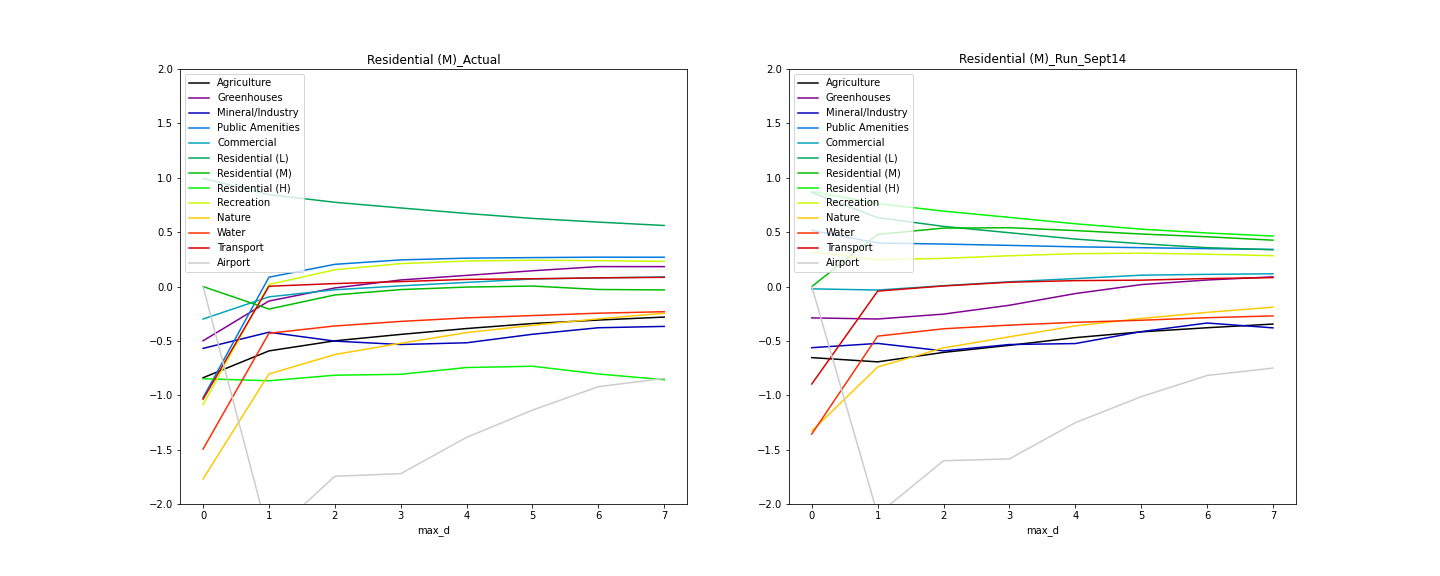 Residential (M)_Actual
2.0
1.5
1.0
0.5
0.0
−0.5
−1.0
−1.5
−2.0
Agriculture
Greenhouses
Mineral/Industry
Public Amenities
Commercial
Residential (L)
Residential (M)
Residential (H)
Recreation
Nature
Water
Transport
Airport
0 1 2 3 4 5 6 7
max_d
Residential (M)_Run_Sept14
2.0
1.5
1.0
0.5
0.0
−0.5
−1.0
−1.5
−2.0
Agriculture
Greenhouses
Mineral/Industry
Public Amenities
Commercial
Residential (L)
Residential (M)
Residential (H)
Recreation
Nature
Water
Transport
Airport
0 1 2 3 4 5 6 7
max_d